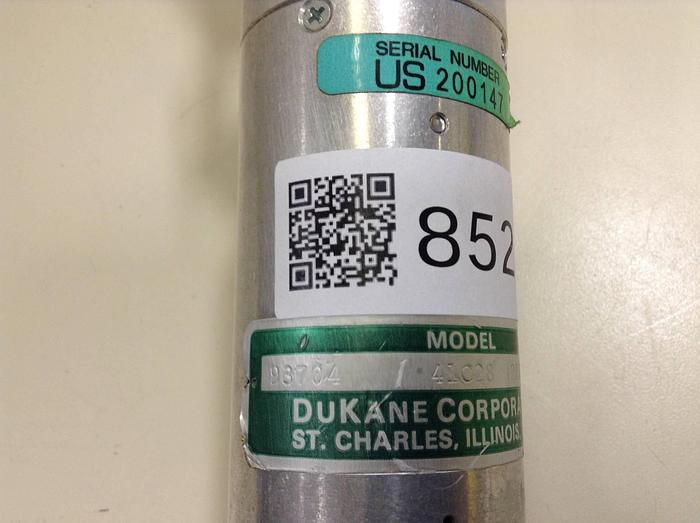 SERIAL NUMBER
US 200147
852
MODEL
DUKANE CORPORA
ST. CHARLES, ILLINOIS,